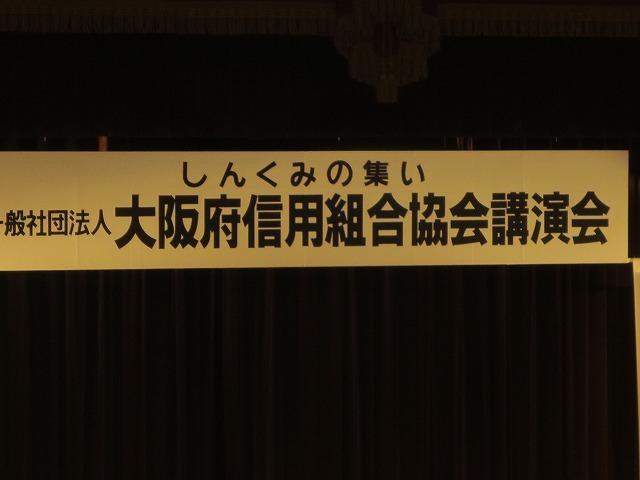 しんくみの集い
一般社団法人 大阪府信用組合協会講演会